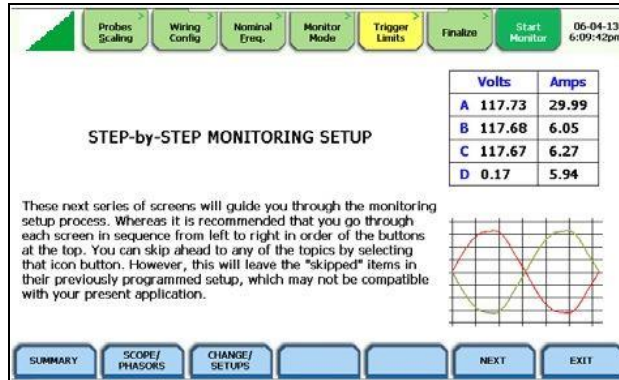 Probes
Scaling
Wiring
Config
Nominal
Freq.
Monitor
Mode
Trigger
Limits
Finalize
Start
Monitor
06-04-13
6:09:42pm
Volts Amps
A 117.73 29.99
B 117.68 6.05
C 117.67 6.27
D 0.17 5.94
STEP-by-STEP MONITORING SETUP
These next series of screens will guide you through the monitoring
setup process. Whereas it is recommended that you go through
each screen in sequence from left to right in order of the buttons
at the top. You can skip ahead to any of the topics by selecting
that icon button. However, this will leave the "skipped" items in
their previously programmed setup, which may not be compatible
with your present application.
SUMMARY
SCOPE/
PHASORS
CHANGE/
SETUPS
NEXT
EXIT